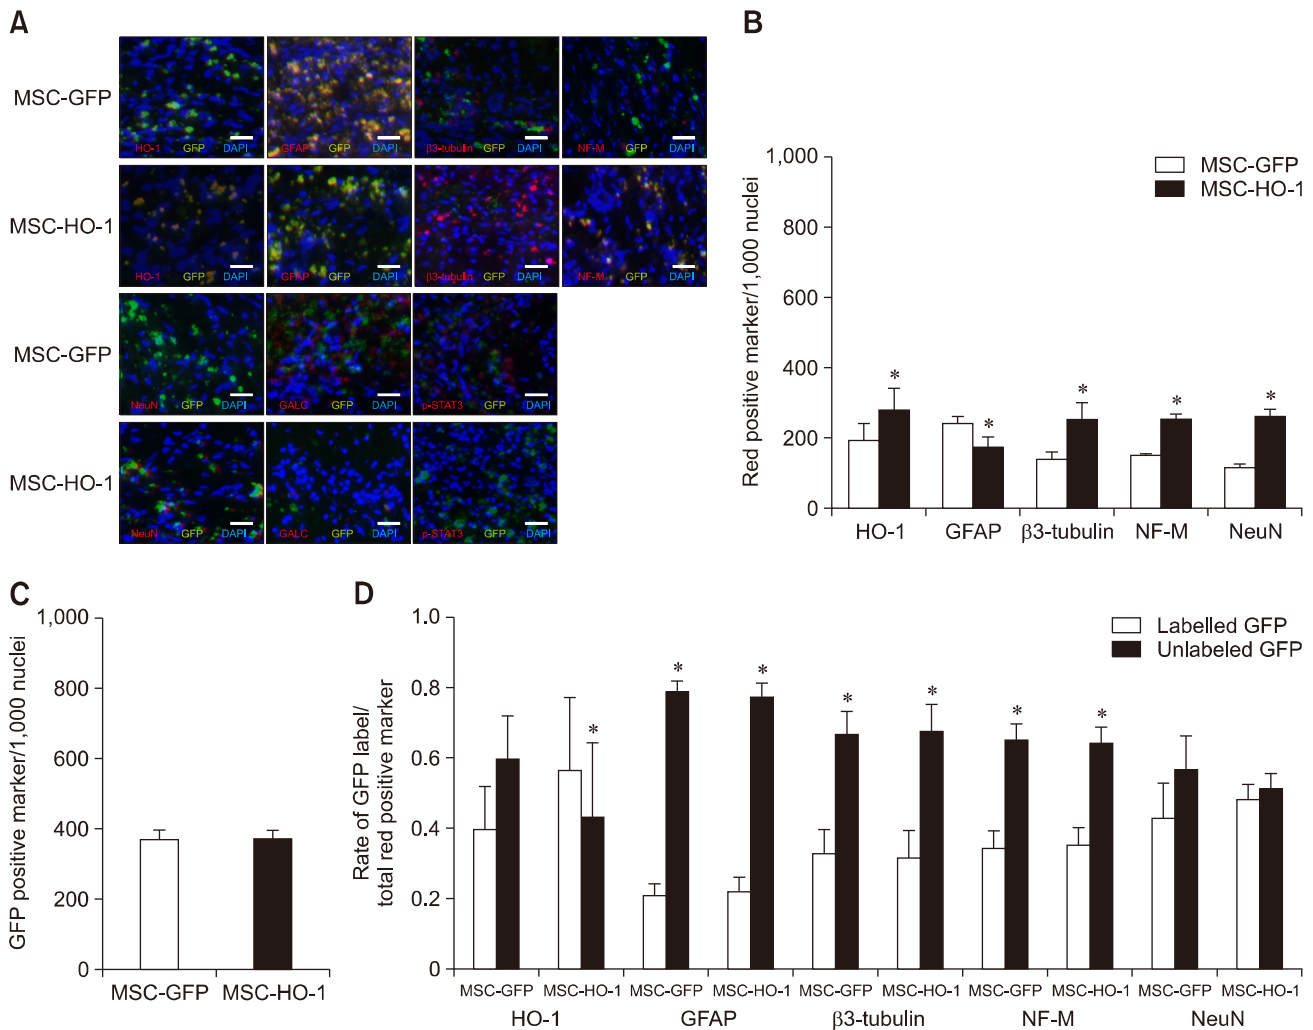 A
MSC-GFP
HO-1 GFP DAPI
GFAP GFP DAPI
β3-tubulin GFP DAPI
NF-M GFP DAPI
MSC-HO-1
HO-1 GFP DAPI
GFAP GFP DAPI
β3-tubulin GFP DAPI
NF-M GFP DAPI
MSC-GFP
NeuN GFP DAPI
GALC GFP DAPI
p-STAT3 GFP DAPI
MSC-HO-1
NeuN GFP DAPI
GALC GFP DAPI
p-STAT3 GFP DAPI
B
Red positive marker/1,000 nuclei
1,000
800
600
400
200
0
MSC-GFP
MSC-HO-1
* * * * *
HO-1 GFAP β3-tubulin NF-M NeuN
C
GFP positive marker/1,000 nuclei
1,000
800
600
400
200
0
MSC-GFP MSC-HO-1
D
Rate of GFP label/
total red positive marker
1.0
0.8
0.6
0.4
0.2
0
Labelled GFP
Unlabeled GFP
* * * * * * *
MSC-GFP MSC-HO-1 MSC-GFP MSC-HO-1 MSC-GFP MSC-HO-1 MSC-GFP MSC-HO-1 MSC-GFP MSC-HO-1
HO-1 GFAP β3-tubulin NF-M NeuN